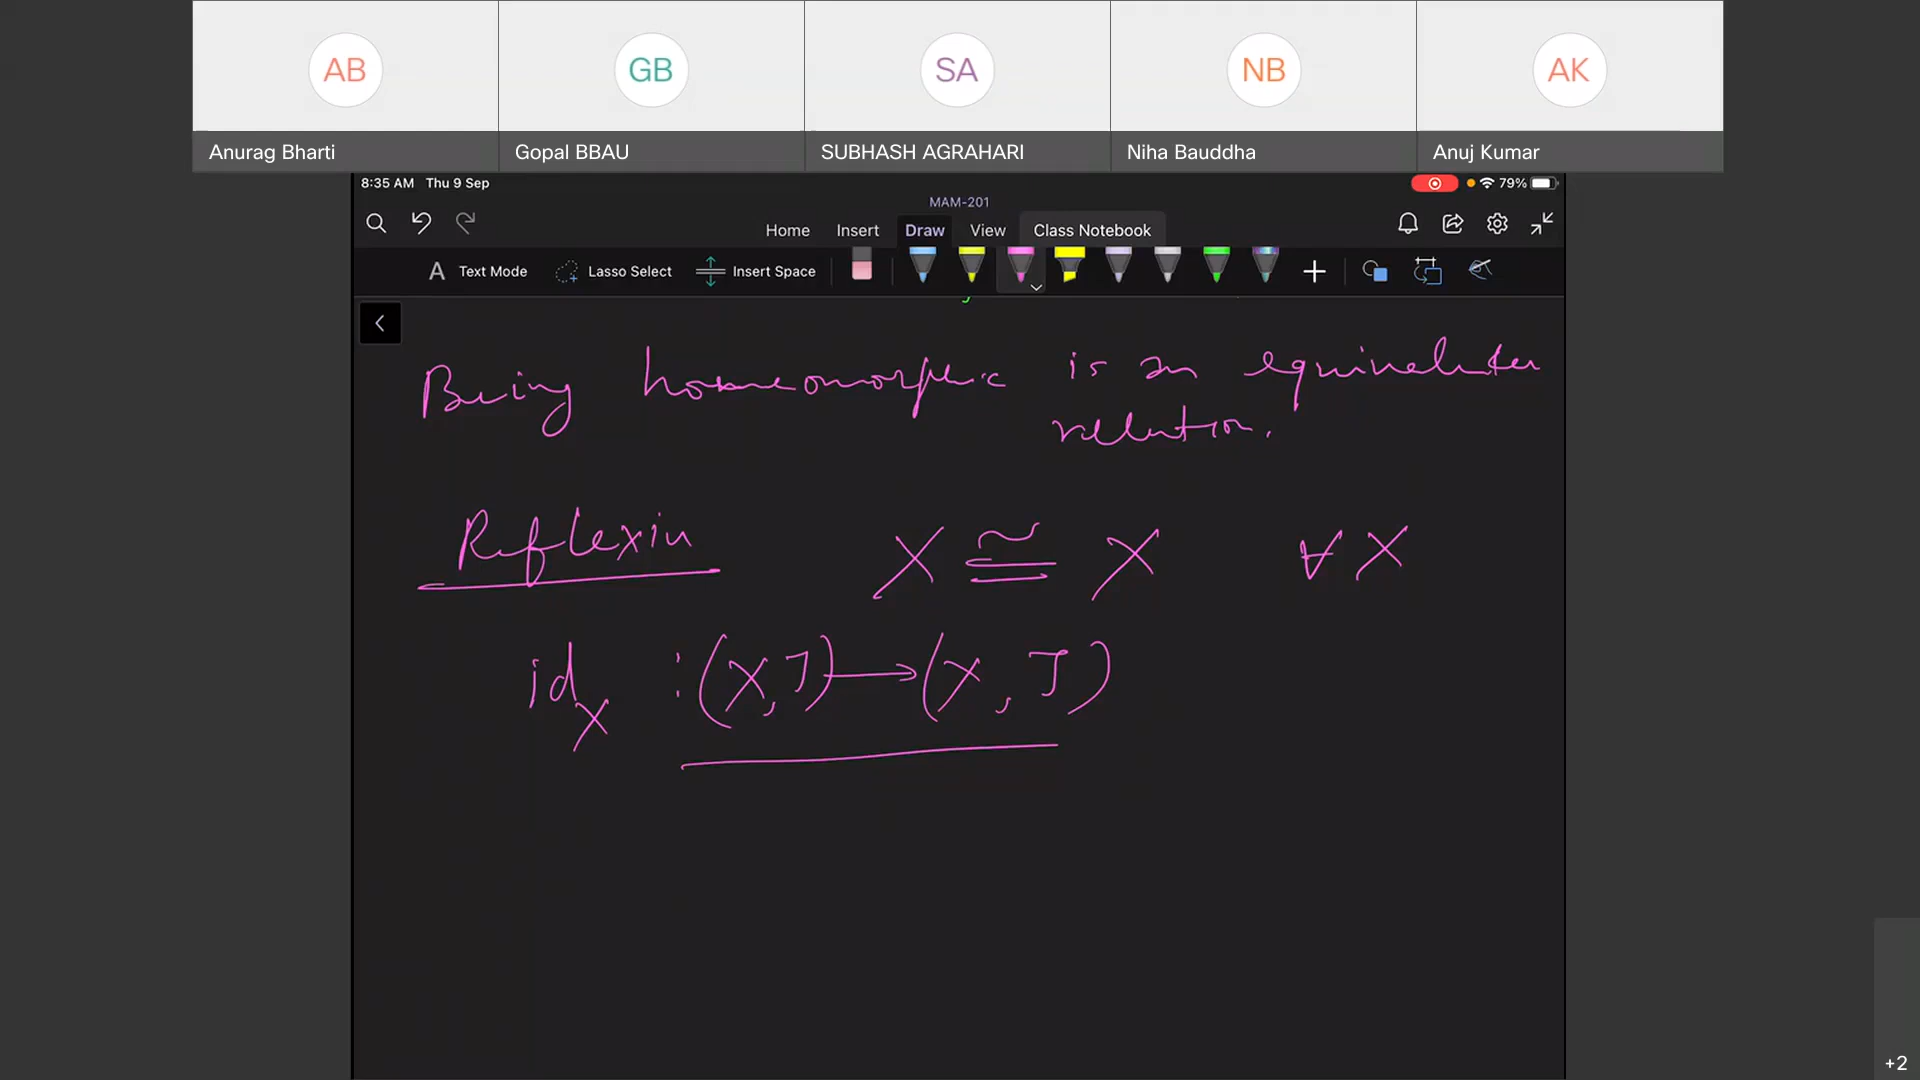 AB GB SA NB AK
Anurag Bharti Gopal BBAU SUBHASH AGRAHARI Niha Bauddha Anuj Kumar
8:35 AM Thu 9 Sep 79%
MAM-201
Home Insert Draw View Class Notebook
A Text Mode Lasso Select Insert Space
Being homeomorphic is an equivalence
relation.
Reflexive X ≅ X ∀ X
id_X : (X, J) → (X, J)
+2